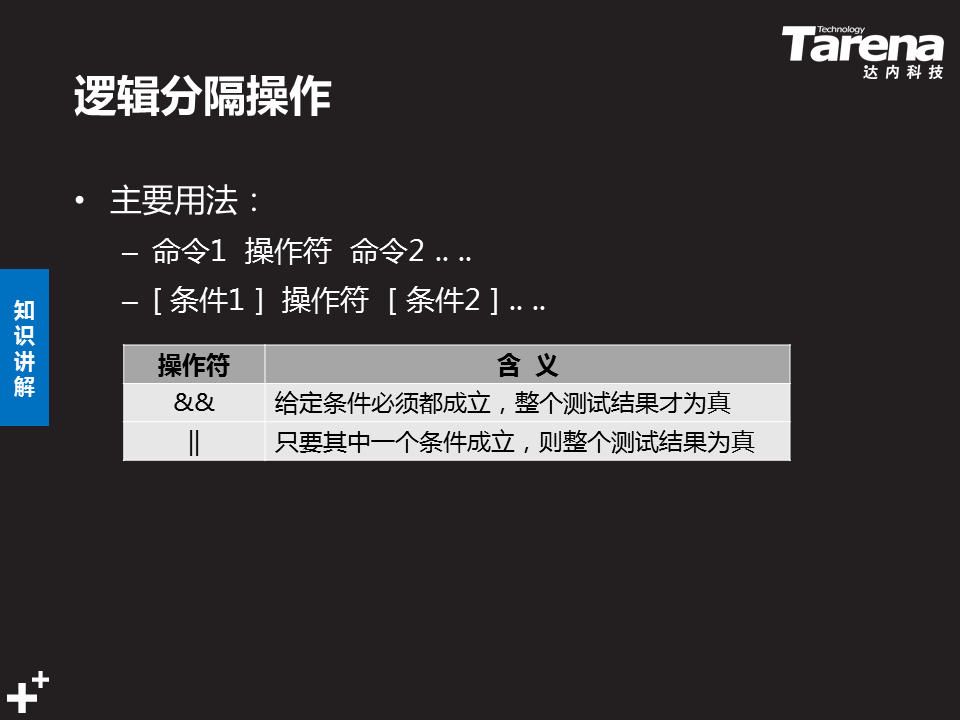 Technology
Tarena
达内科技
逻辑分隔操作
• 主要用法：
– 命令1 操作符 命令2 .. ..
– [ 条件1 ] 操作符 [ 条件2 ] .. ..
知识讲解
操作符 含 义
&& 给定条件必须都成立，整个测试结果才为真
|| 只要其中一个条件成立，则整个测试结果为真